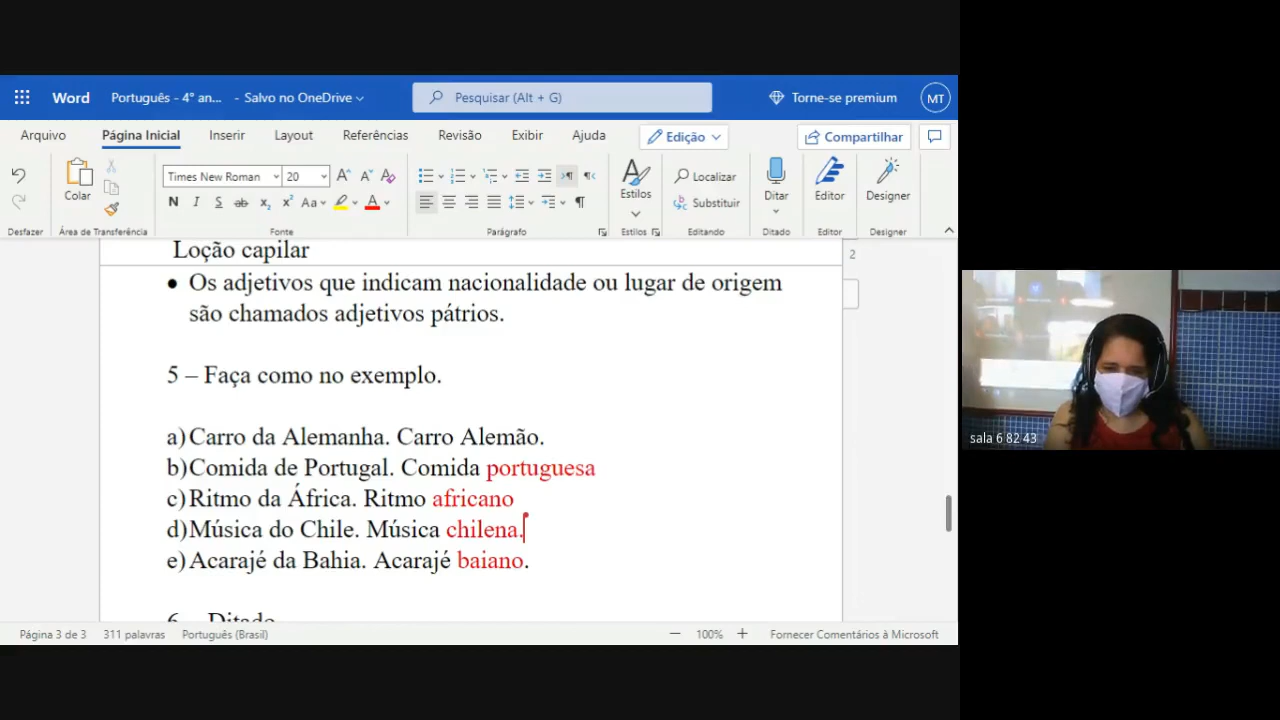 Word Português - 4° an... - Salvo no OneDrive Pesquisar (Alt + G) Torne-se premium MT
Arquivo Página Inicial Inserir Layout Referências Revisão Exibir Ajuda Edição Compartilhar
Colar Times New Roman 20 Estilos Localizar Substituir Ditar Editor Designer
Desfazer Área de Transferência Fonte Parágrafo Estilos Editando Ditado Editor Designer
Loção capilar
2
• Os adjetivos que indicam nacionalidade ou lugar de origem
são chamados adjetivos pátrios.
5 – Faça como no exemplo.
a) Carro da Alemanha. Carro Alemão.
b) Comida de Portugal. Comida portuguesa
c) Ritmo da África. Ritmo africano
d) Música do Chile. Música chilena.
e) Acarajé da Bahia. Acarajé baiano.
6 – Ditado
Página 3 de 3 311 palavras Português (Brasil) 100% Fornecer Comentários à Microsoft
sala 6 82 43